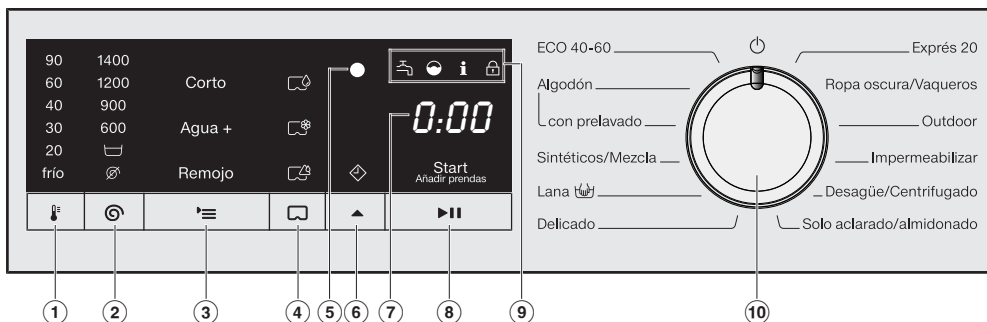 90 1400
60 1200 Corto
40 900
30 600 Agua +
20
frío Remojo
0:00
Start
Añadir prendas
ECO 40-60
Algodón
con prelavado
Sintéticos/Mezcla
Lana
Delicado
Exprés 20
Ropa oscura/Vaqueros
Outdoor
Impermeabilizar
Desagüe/Centrifugado
Solo aclarado/almidonado
1 2 3 4 5 6 7 8 9 10